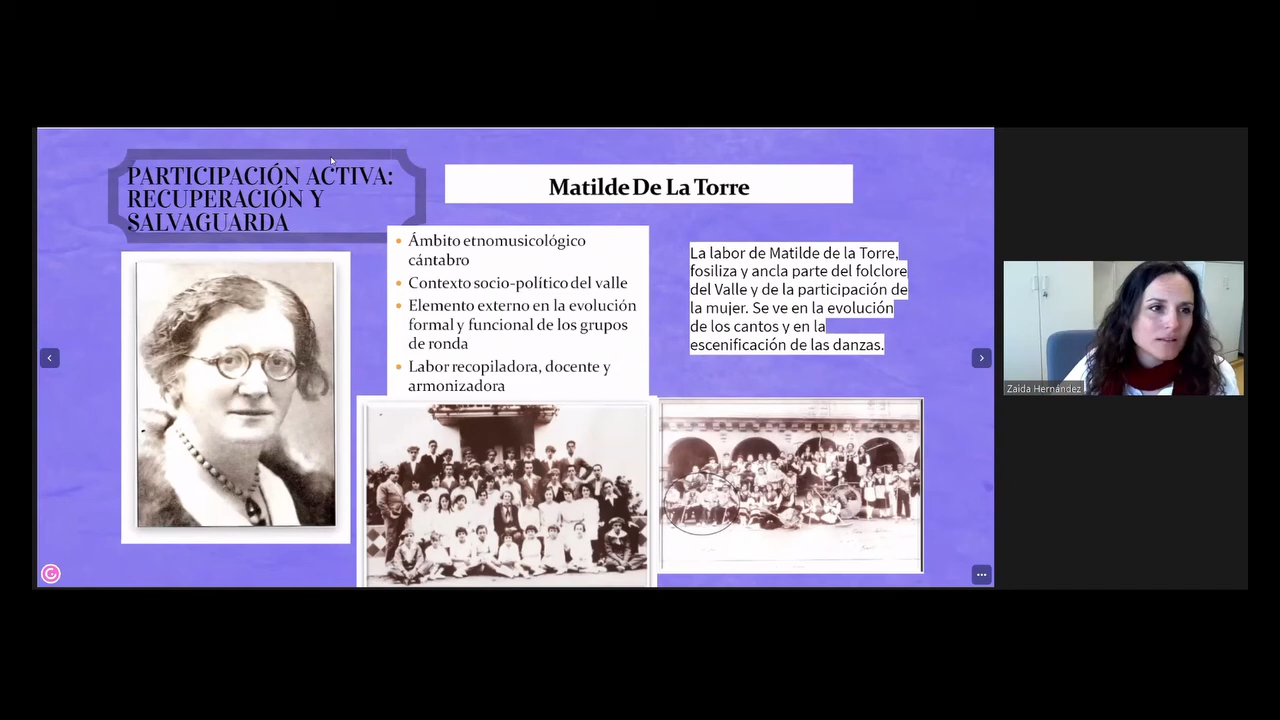 PARTICIPACIÓN ACTIVA:
RECUPERACIÓN Y
SALVAGUARDA
Matilde De La Torre
• Ámbito etnomusicológico
cántabro
• Contexto socio-político del valle
• Elemento externo en la evolución
formal y funcional de los grupos
de ronda
• Labor recopiladora, docente y
armonizadora
La labor de Matilde de la Torre,
fosiliza y ancla parte del folclore
del Valle y de la participación de
la mujer. Se ve en la evolución
de los cantos y en la
escenificación de las danzas.
Zaida Hernández